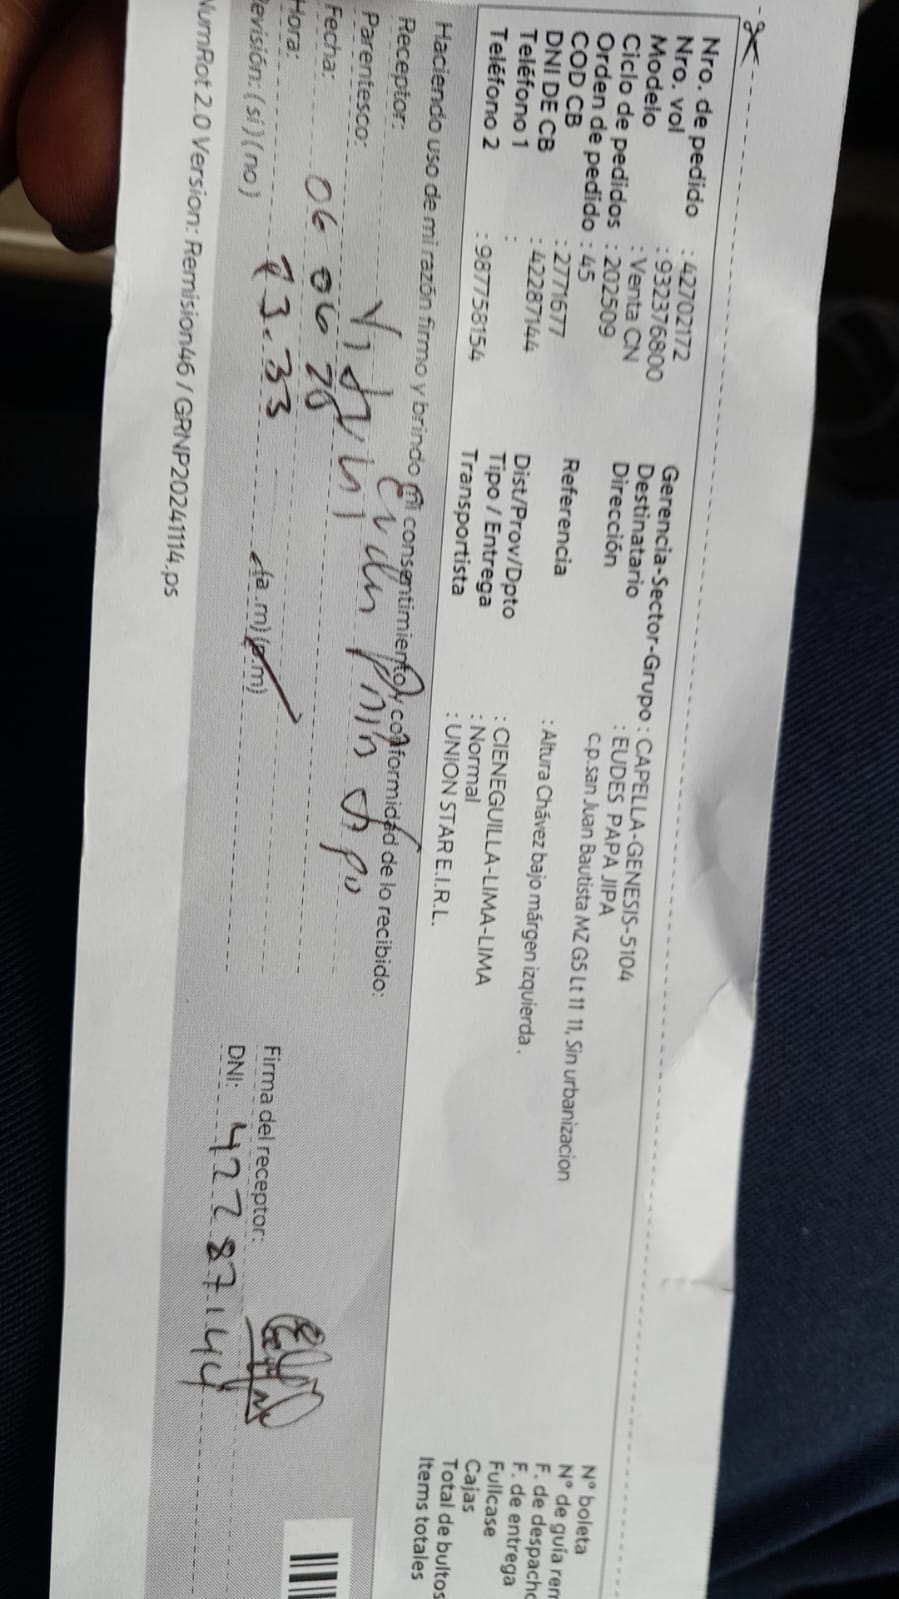 Nro. de pedido : 42702172
Nro. vol : 932376800
Modelo : Venta CN
Ciclo de pedidos : 202509
Orden de pedido : 45
COD CB : 2771677
DNI DE CB : 42287144
Teléfono 1 :
Teléfono 2 : 987758154
Gerencia-Sector-Grupo : CAPELLA-GENESIS-5104
Destinatario : EUDES PAPA JIPA
Dirección c.p.san Juan Bautista MZ G5 Lt 11 11, Sin urbanizacion
Referencia : Altura Chávez bajo márgen izquierda .
Dist/Prov/Dpto : CIENEGUILLA-LIMA-LIMA
Tipo / Entrega : Normal
Transportista : UNION STAR E.I.R.L.
N° boleta
N° de guía rem
F. de despacho
F. de entrega
Fullcase
Cajas
Total de bultos
Items totales
Haciendo uso de mi razón firmo y brindo mi consentimiento y conformidad de lo recibido:
Receptor:
Parentesco:
Fecha: 06 06
Hora: 13.33 (a.m) (p.m)
Revisión: (si) (no)
Firma del receptor:
DNI: 42287144
NumRot 2.0 Version: Remision46 / GRNP20241114.ps